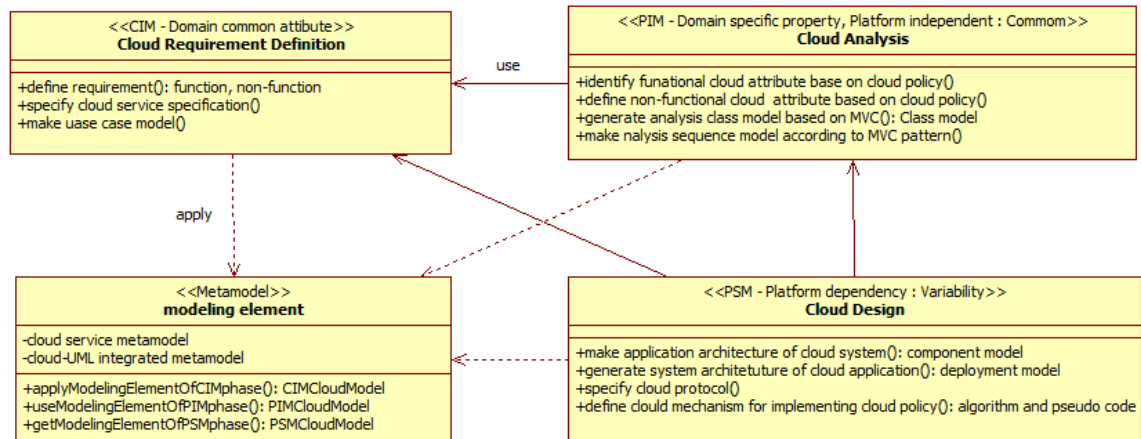 <<CIM - Domain common attibute>>
Cloud Requirement Definition
+define requirement(): function, non-function
+specify cloud service specification()
+make uase case model()
use
<<PIM - Domain specific property, Platform independent : Commom>>
Cloud Analysis
+identify funational cloud attribute base on cloud policy()
+define non-functional cloud attribute based on cloud policy()
+generate analysis class model based on MVC(): Class model
+make nalysis sequence model according to MVC pattern()
apply
<<Metamodel>>
modeling element
-cloud service metamodel
-cloud-UML integrated metamodel
+applyModelingElementOfCIMphase(): CIMCloudModel
+useModelingElementOfPIMphase(): PIMCloudModel
+getModelingElementOfPSMphase(): PSMCloudModel
<<PSM - Platform dependency : Variability>>
Cloud Design
+make application architecture of cloud system(): component model
+generate system architetuture of cloud application(): deployment model
+specify cloud protocol()
+define clould mechanism for implementing cloud policy(): algorithm and pseudo code